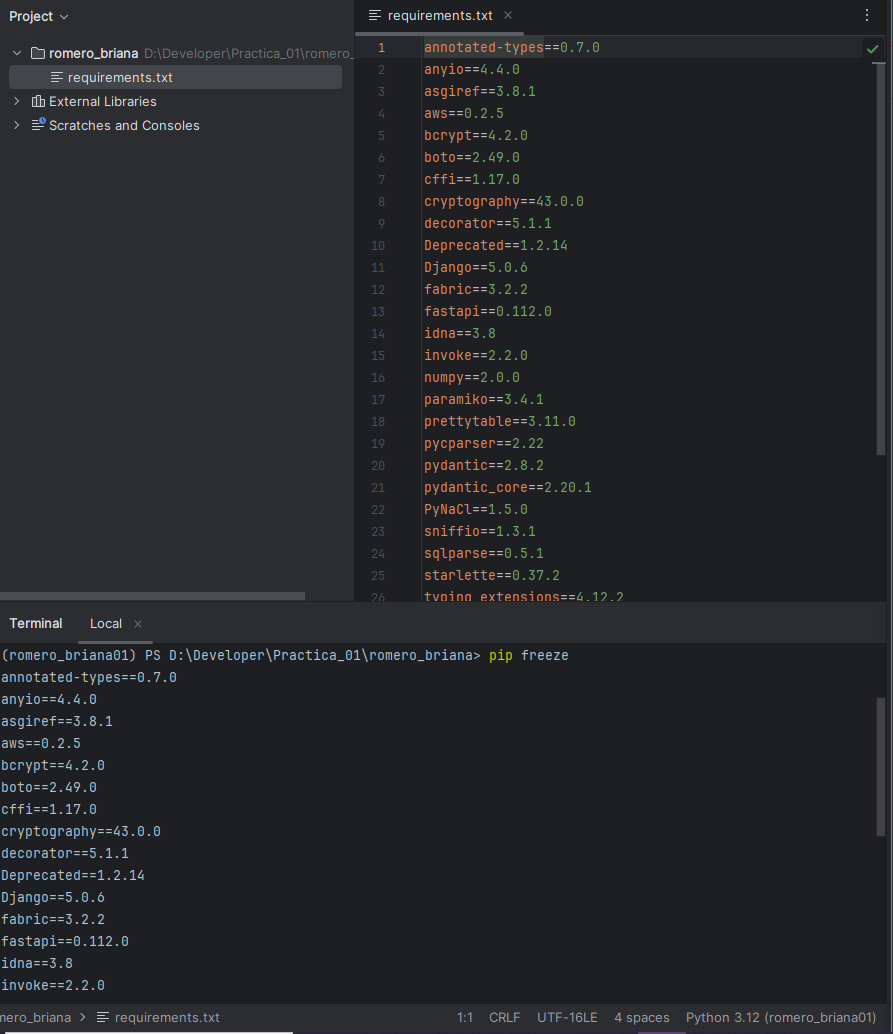 Project
romero_briana D:\Developer\Practica_01\romero_
requirements.txt
External Libraries
Scratches and Consoles
requirements.txt
1 annotated-types==0.7.0
2 anyio==4.4.0
3 asgiref==3.8.1
4 aws==0.2.5
5 bcrypt==4.2.0
6 boto==2.49.0
7 cffi==1.17.0
8 cryptography==43.0.0
9 decorator==5.1.1
10 Deprecated==1.2.14
11 Django==5.0.6
12 fabric==3.2.2
13 fastapi==0.112.0
14 idna==3.8
15 invoke==2.2.0
16 numpy==2.0.0
17 paramiko==3.4.1
18 prettytable==3.11.0
19 pycparser==2.22
20 pydantic==2.8.2
21 pydantic_core==2.20.1
22 PyNaCl==1.5.0
23 sniffio==1.3.1
24 sqlparse==0.5.1
25 starlette==0.37.2
26 typing_extensions==4.12.2
Terminal Local
(romero_briana01) PS D:\Developer\Practica_01\romero_briana> pip freeze
annotated-types==0.7.0
anyio==4.4.0
asgiref==3.8.1
aws==0.2.5
bcrypt==4.2.0
boto==2.49.0
cffi==1.17.0
cryptography==43.0.0
decorator==5.1.1
Deprecated==1.2.14
Django==5.0.6
fabric==3.2.2
fastapi==0.112.0
idna==3.8
invoke==2.2.0
mero_briana > requirements.txt 1:1 CRLF UTF-16LE 4 spaces Python 3.12 (romero_briana01)